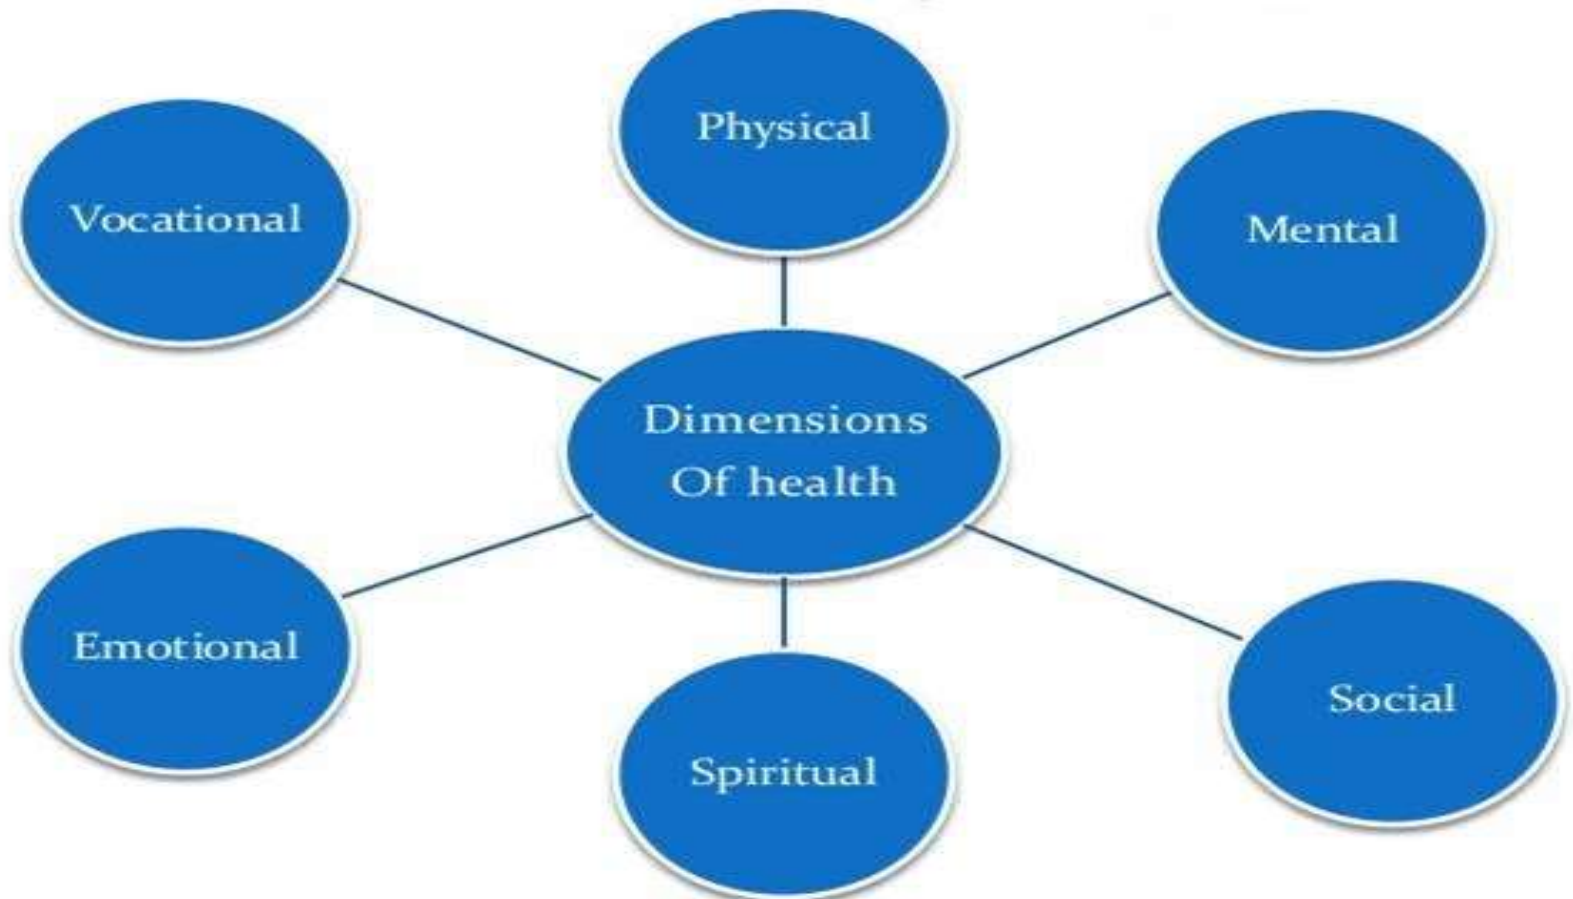 Physical
Vocational
Mental
Dimensions
Of health
Emotional
Social
Spiritual